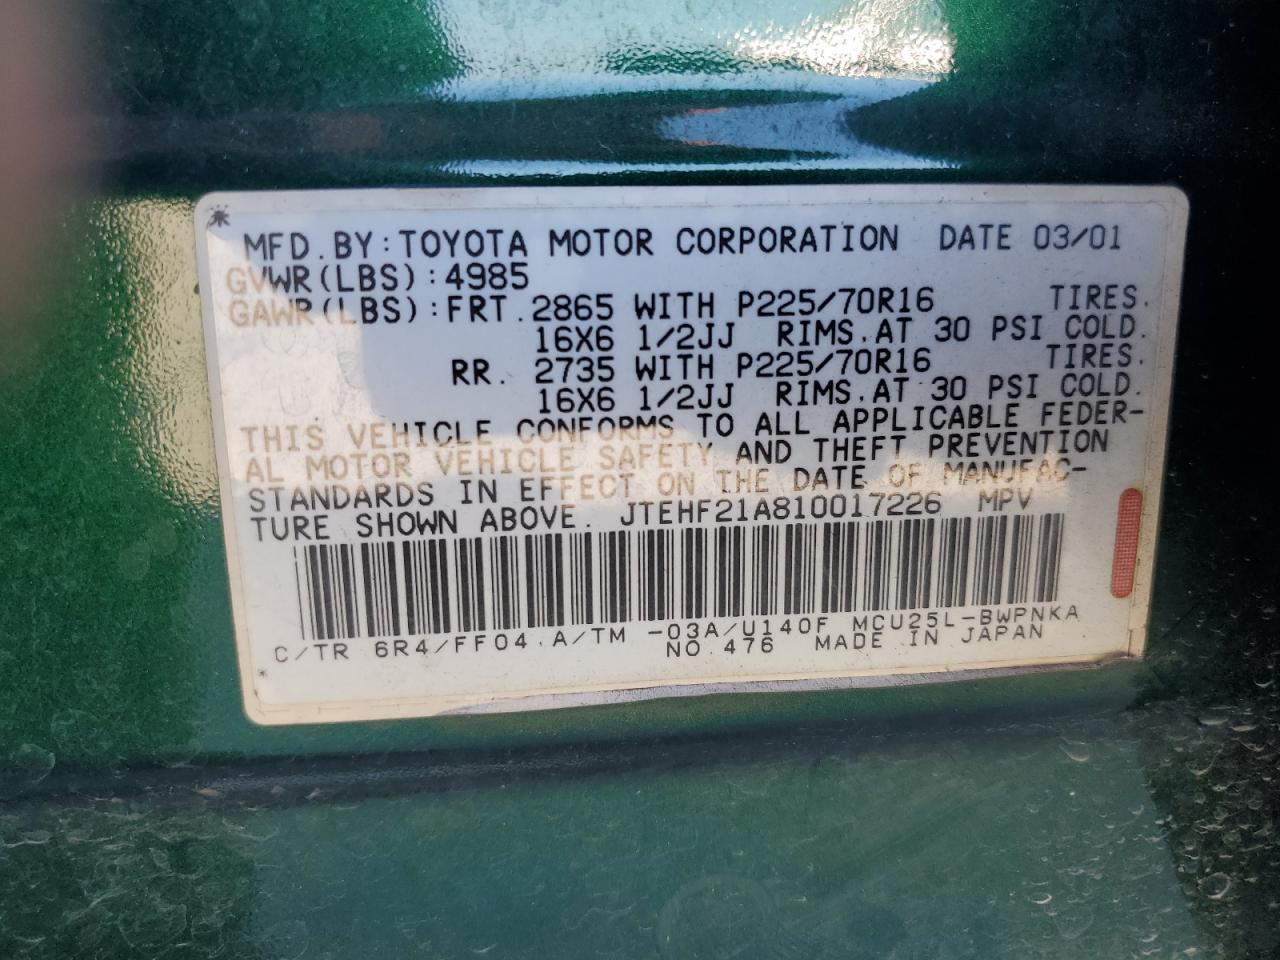 MFD. BY: TOYOTA MOTOR CORPORATION DATE 03/01
GVWR(LBS): 4985
GAWR(LBS): FRT. 2865 WITH P225/70R16 TIRES.
16X6 1/2JJ RIMS. AT 30 PSI COLD.
RR. 2735 WITH P225/70R16 TIRES.
16X6 1/2JJ RIMS. AT 30 PSI COLD.
THIS VEHICLE CONFORMS TO ALL APPLICABLE FEDER-
AL MOTOR VEHICLE SAFETY AND THEFT PREVENTION
STANDARDS IN EFFECT ON THE DATE OF MANUFAC-
TURE SHOWN ABOVE. JTEHF21A810017226 MPV
C/TR 6R4/FF04. A/TM -03A/U140F MCU25L-BWPNKA
NO. 476 MADE IN JAPAN